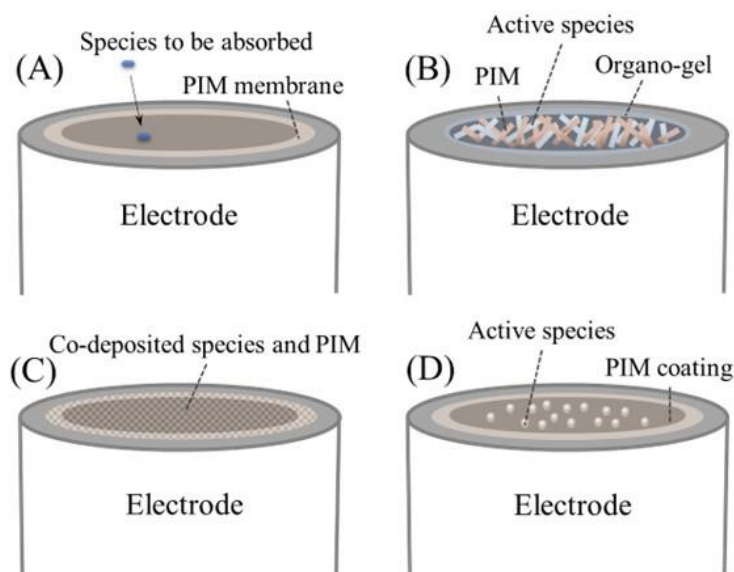 (A)
Species to be absorbed
PIM membrane
Electrode
(B)
Active species
PIM
Organo-gel
Electrode
(C)
Co-deposited species and PIM
Electrode
(D)
Active species
PIM coating
Electrode